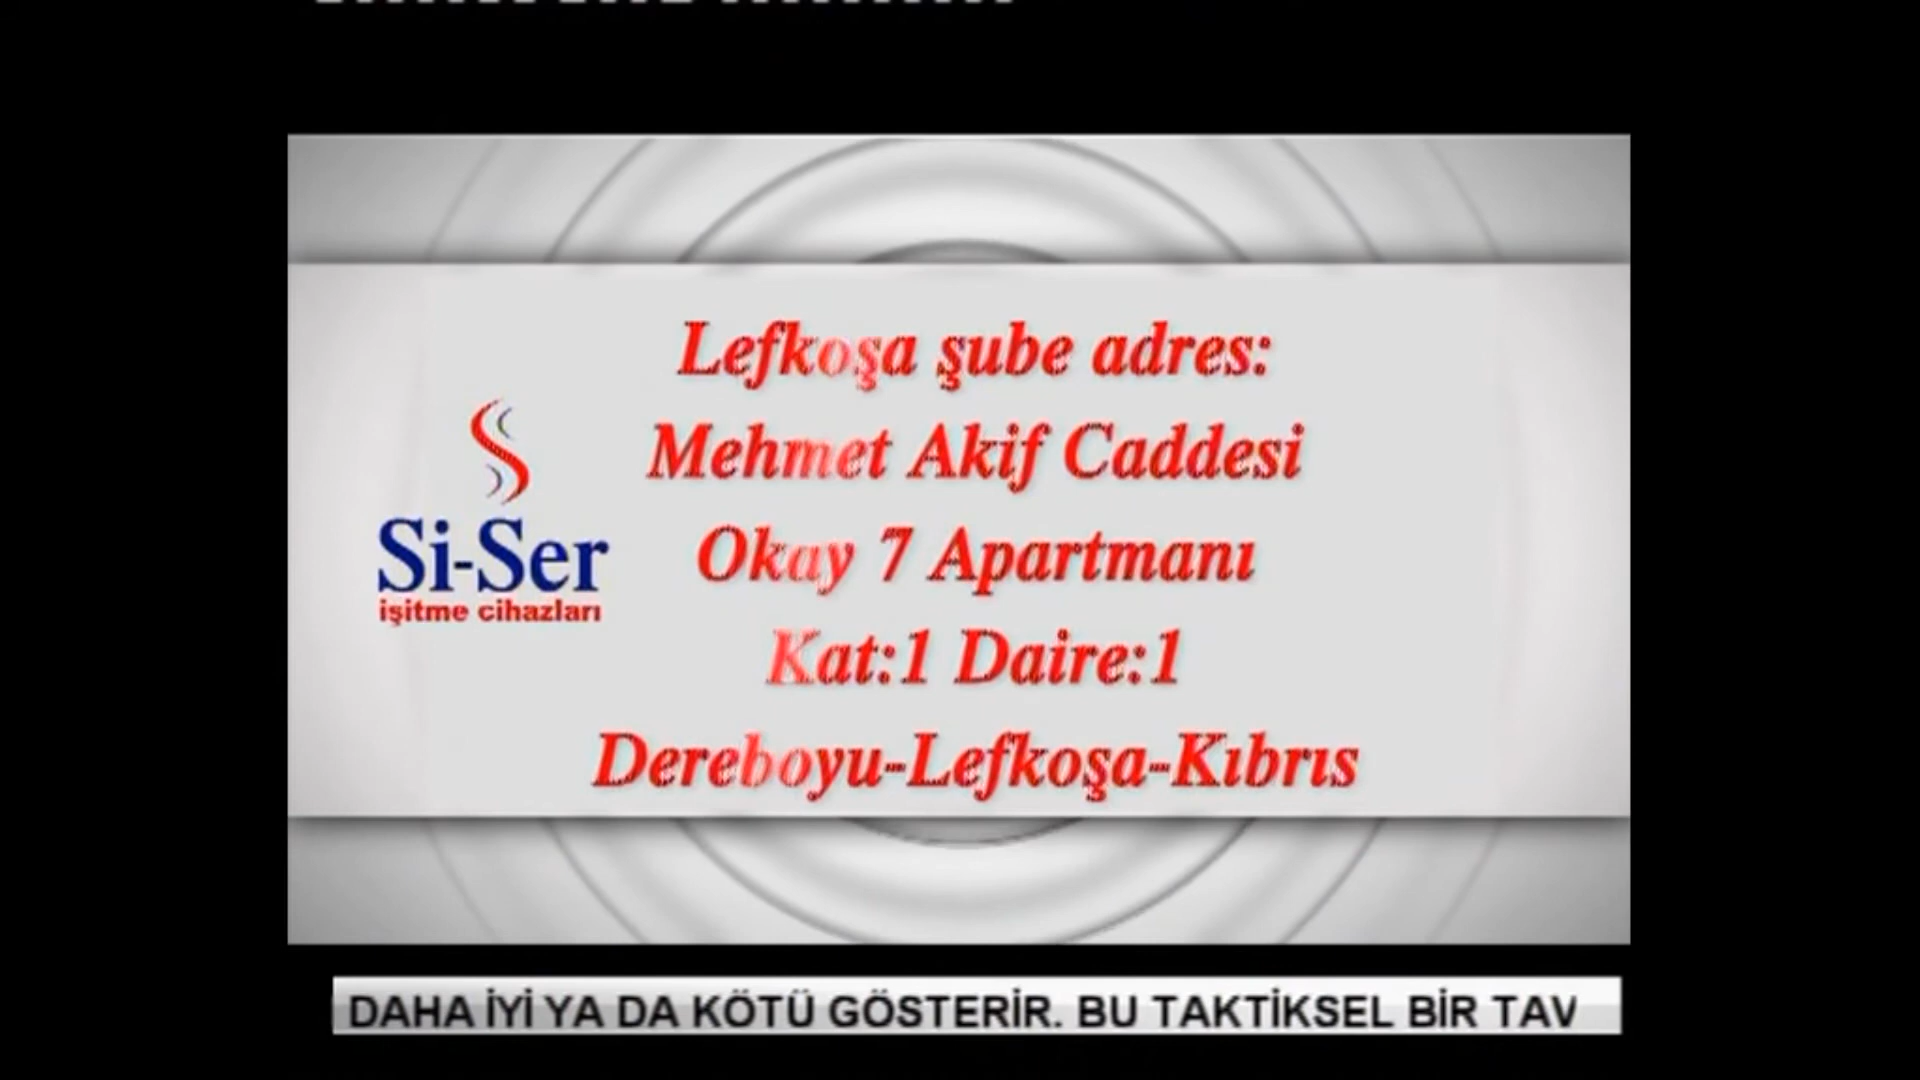 Lefkoşa şube adres:
Mehmet Akif Caddesi
Okay 7 Apartmanı
Kat:1 Daire:1
Dereboyu-Lefkoşa-Kıbrıs
Si-Ser
işitme cihazları
DAHA İYİ YA DA KÖTÜ GÖSTERİR. BU TAKTİKSEL BİR TAV